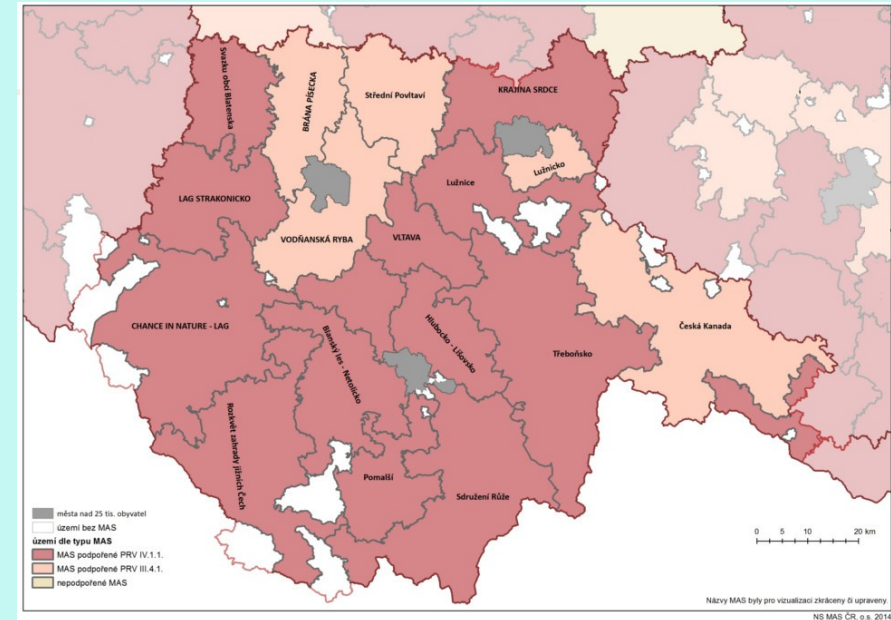 Svazku obcí Blatenska
BRÁNA PÍSECKA
Střední Povltaví
KRAJINA SRDCE
Lužnicko
Lužnice
LAG STRAKONICKO
VODŇANSKÁ RYBA
VLTAVA
CHANCE IN NATURE - LAG
Blanský les - Netolicko
Hlubocko - Lišovsko
Třeboňsko
Česká Kanada
Rozkvět zahrady jižních Čech
Pomalší
Sdružení Růže
města nad 25 tis. obyvatel
území bez MAS
území dle typu MAS
MAS podpořené PRV IV.1.1.
MAS podpořené PRV III.4.1.
nepodpořené MAS
0 5 10 20 km
Názvy MAS byly pro vizualizaci zkráceny či upraveny.
NS MAS ČR, o.s. 2014